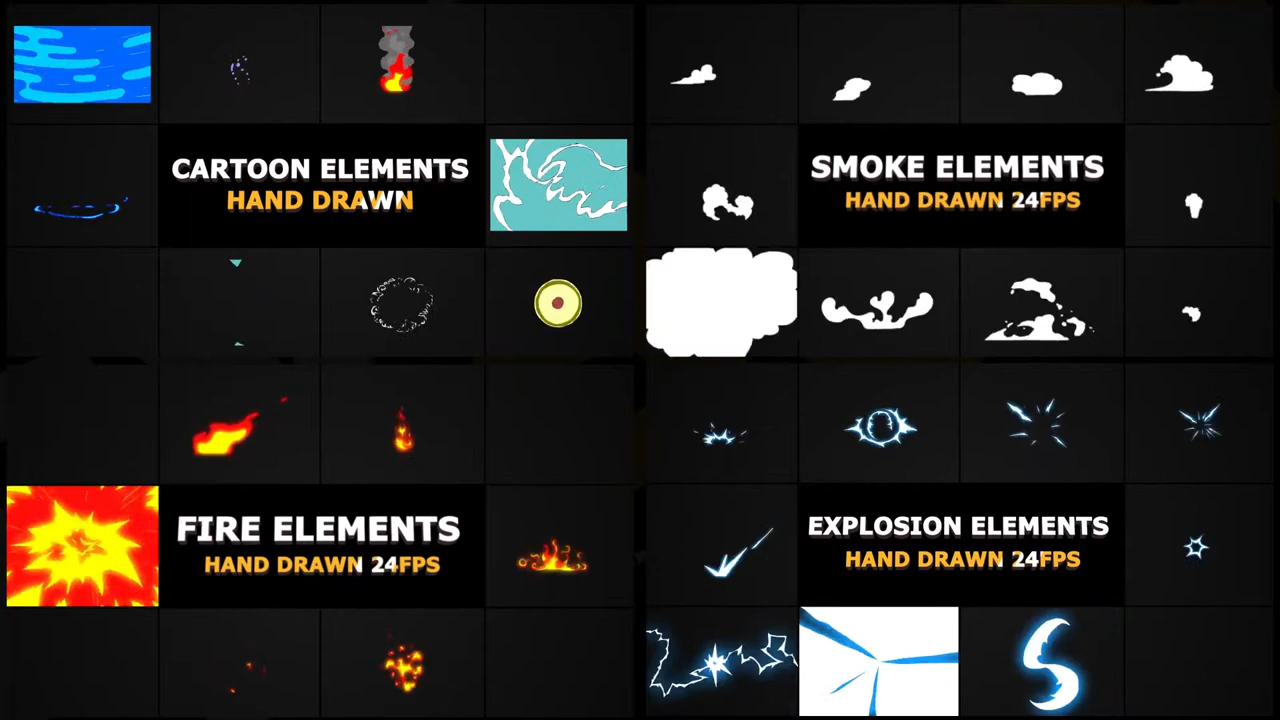 CARTOON ELEMENTS
HAND DRAWN
SMOKE ELEMENTS
HAND DRAWN 24FPS
FIRE ELEMENTS
HAND DRAWN 24FPS
EXPLOSION ELEMENTS
HAND DRAWN 24FPS